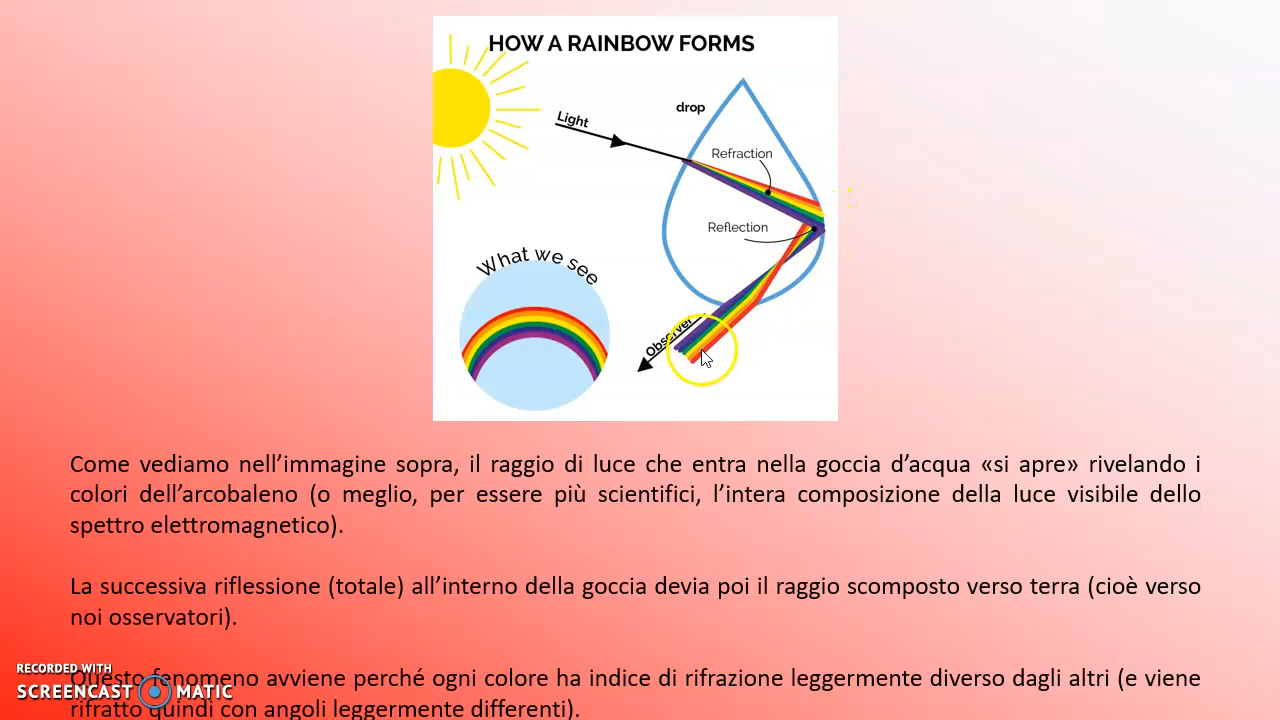 HOW A RAINBOW FORMS
drop
Light
Refraction
Reflection
What we see
Observer
Come vediamo nell’immagine sopra, il raggio di luce che entra nella goccia d’acqua «si apre» rivelando i
colori dell’arcobaleno (o meglio, per essere più scientifici, l’intera composizione della luce visibile dello
spettro elettromagnetico).
La successiva riflessione (totale) all’interno della goccia devia poi il raggio scomposto verso terra (cioè verso
noi osservatori).
Questo fenomeno avviene perché ogni colore ha indice di rifrazione leggermente diverso dagli altri (e viene
rifratto quindi con angoli leggermente differenti).
RECORDED WITH
SCREENCAST MATIC